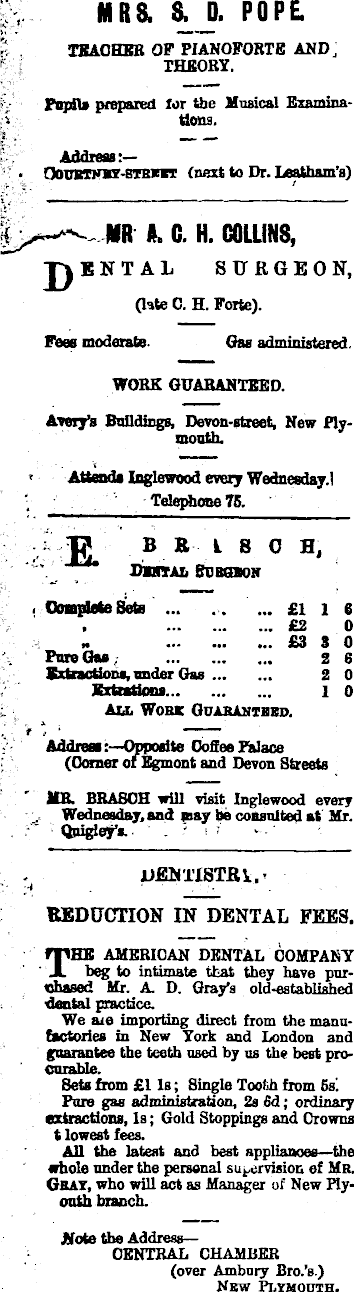 MRS. S. D. POPE.
TEACHER OF PIANOFORTE AND
THEORY.
Pupils prepared for the Musical Examina-
tions.
Address:—
COURTNEY-STREET (next to Dr. Leatham's)
MR A. C. H. COLLINS,
DENTAL SURGEON,
(late C. H. Forte).
Fees moderate. Gas administered.
WORK GUARANTEED.
Avery's Buildings, Devon-street, New Ply-
mouth.
Attends Inglewood every Wednesday.
Telephone 75.
E. BRASCH,
DENTAL SURGEON
Complete Sets ... ... ... £1 1 6
" ... ... ... £2 0
" ... ... ... £3 3 0
Pure Gas ... ... ... 2 6
Extractions, under Gas ... ... 2 0
Extrations... ... ... 1 0
ALL WORK GUARANTEED.
Address:—Opposite Coffee Palace
(Corner of Egmont and Devon Streets
MR. BRASCH will visit Inglewood every
Wednesday, and may be consulted at Mr.
Quigley's.
DENTISTRY.
REDUCTION IN DENTAL FEES.
THE AMERICAN DENTAL COMPANY
beg to intimate that they have pur-
chased Mr. A. D. Gray's old-established
dental practice.
We are importing direct from the manu-
factories in New York and London and
guarantee the teeth used by us the best pro-
curable.
Sets from £1 1s; Single Tooth from 5s.
Pure gas administration, 2s 6d; ordinary
extractions, 1s; Gold Stoppings and Crowns
t lowest fees.
All the latest and best appliances—the
whole under the personal supervision of MR.
GRAY, who will act as Manager of New Ply-
outh branch.
Note the Address—
CENTRAL CHAMBER
(over Ambury Bro.'s.)
NEW PLYMOUTH.